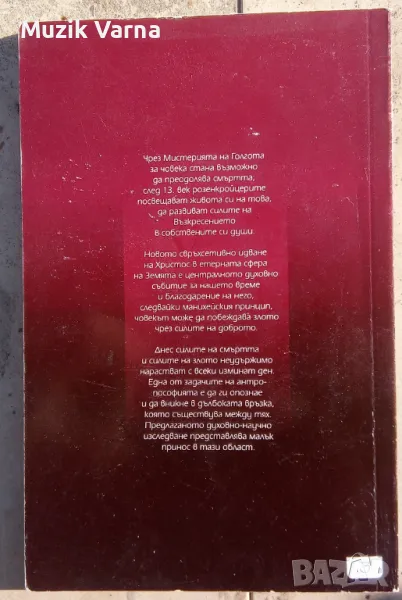 Muzik Varna
Чрез Мистерията на Голгота
за човека стана възможно
да преодолява смъртта,
след 13. век розенкройцерите
посвещават живота си на това,
да развиват силите на
Възкресението
в собствените си души.
Новото свръхсетивно идване
на Христос в етерната сфера
на Земята е централното духовно
събитие за нашето време
и благодарение на него,
следвайки манихейския принцип,
човекът може да побеждава злото
чрез силите на доброто.
Днес силите на смъртта
и силите на злото неудържимо
нарастват с всеки изминат ден.
Една от задачите на антро-
пософията е да ги опознае
и да вникне в дълбоката връзка,
която съществува между тях.
Предлаганото духовно-научно
изследване представлява малък
принос в тази област.
BAZAR